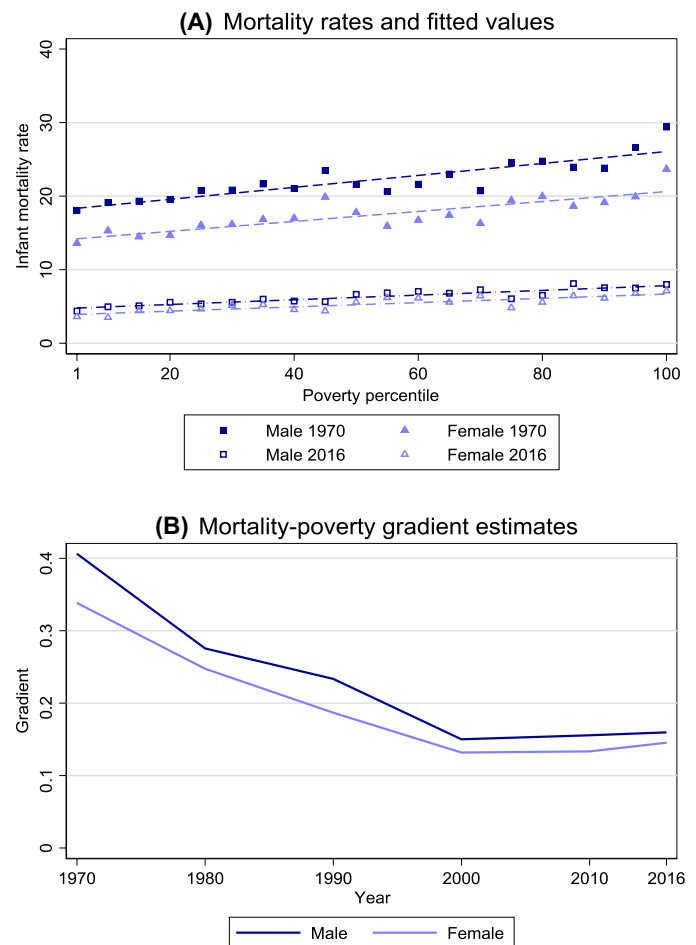 (A) Mortality rates and fitted values
Infant mortality rate
40
30
20
10
0
1 20 40 60 80 100
Poverty percentile
Male 1970 Female 1970
Male 2016 Female 2016
(B) Mortality-poverty gradient estimates
Gradient
0.4
0.3
0.2
0.1
0
1970 1980 1990 2000 2010 2016
Year
Male Female